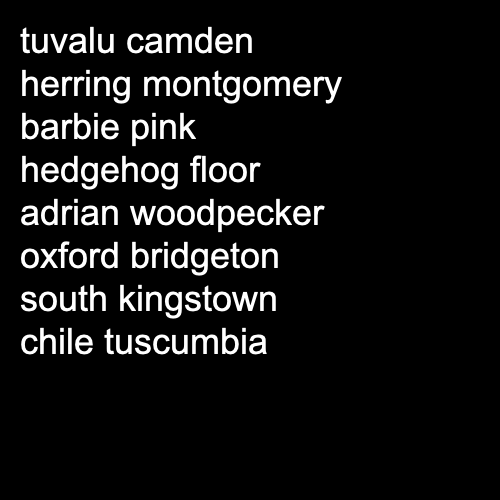 tuvalu camden
herring montgomery
barbie pink
hedgehog floor
adrian woodpecker
oxford bridgeton
south kingstown
chile tuscumbia